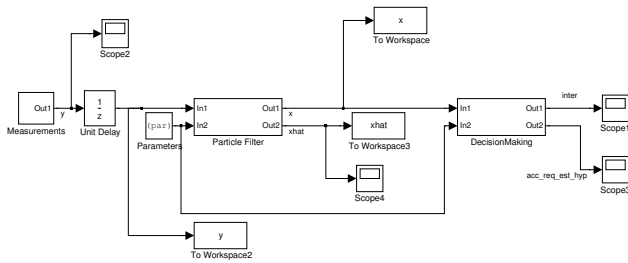 x
To Workspace
Scope2
inter
Out1
y
1
z
In1
In2
Out1
Out2
x
xhat
In1
In2
Out1
Out2
Scope1
Measurements
Unit Delay
(par)
Parameters
Particle Filter
xhat
To Workspace3
DecisionMaking
acc_req_est_hyp
Scope3
Scope4
y
To Workspace2